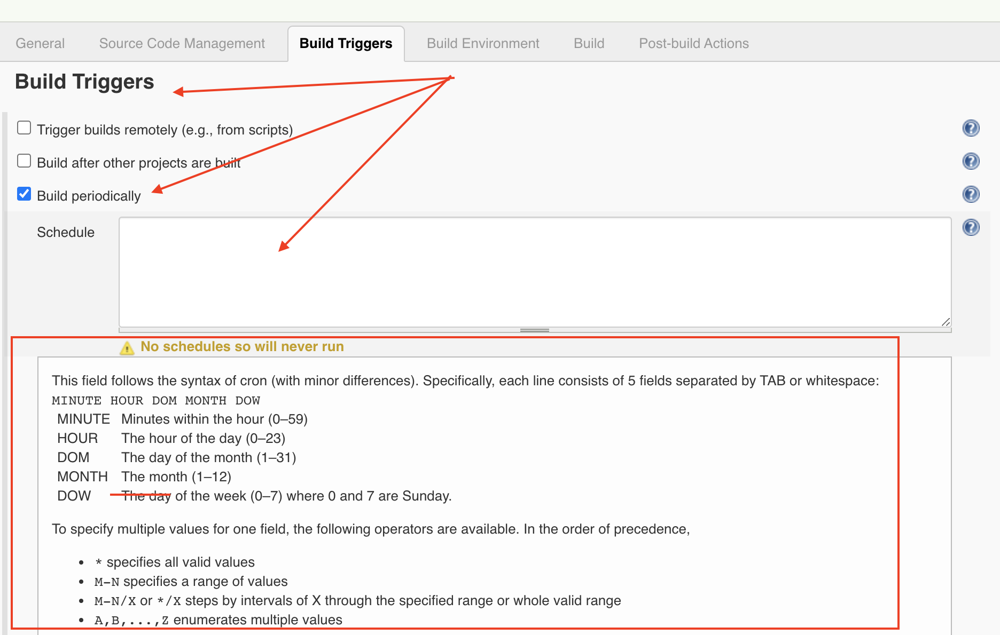 General Source Code Management Build Triggers Build Environment Build Post-build Actions
Build Triggers
Trigger builds remotely (e.g., from scripts)
Build after other projects are built
Build periodically
Schedule
No schedules so will never run
This field follows the syntax of cron (with minor differences). Specifically, each line consists of 5 fields separated by TAB or whitespace:
MINUTE HOUR DOM MONTH DOW
MINUTE Minutes within the hour (0–59)
HOUR The hour of the day (0–23)
DOM The day of the month (1–31)
MONTH The month (1–12)
DOW The day of the week (0–7) where 0 and 7 are Sunday.
To specify multiple values for one field, the following operators are available. In the order of precedence,
• * specifies all valid values
• M-N specifies a range of values
• M-N/X or */X steps by intervals of X through the specified range or whole valid range
• A,B,...,Z enumerates multiple values